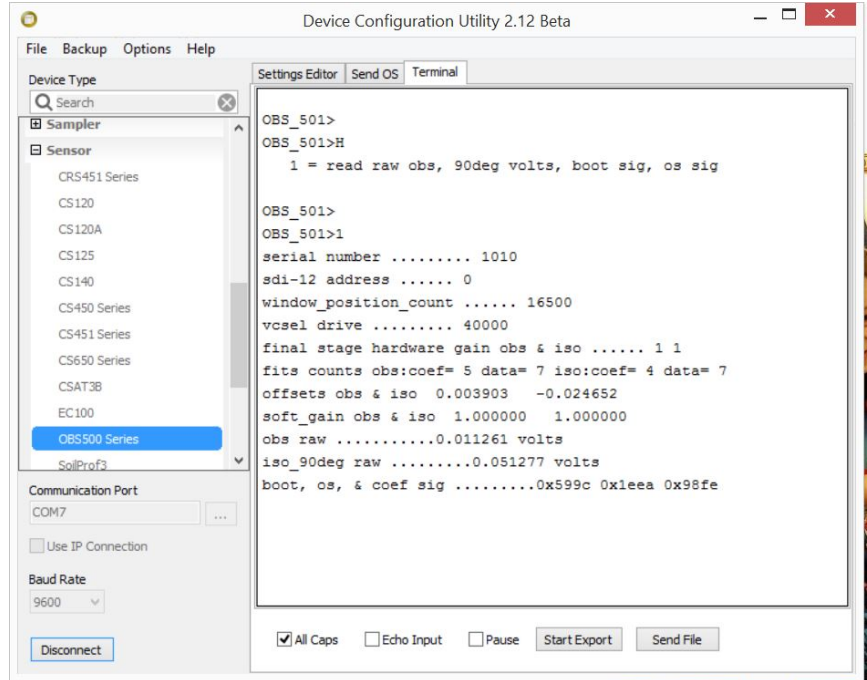 Device Configuration Utility 2.12 Beta
File Backup Options Help
Device Type
Search
Sampler
Sensor
CRS451 Series
CS120
CS120A
CS125
CS140
CS450 Series
CS451 Series
CS650 Series
CSAT3B
EC100
OBS500 Series
SoilProf3
Communication Port
COM7
...
Use IP Connection
Baud Rate
9600
Disconnect
Settings Editor Send OS Terminal
OBS_501>
OBS_501>H
1 = read raw obs, 90deg volts, boot sig, os sig
OBS_501>
OBS_501>1
serial number ......... 1010
sdi-12 address ...... 0
window_position_count ...... 16500
vcsel drive ......... 40000
final stage hardware gain obs & iso ...... 1 1
fits counts obs:coef= 5 data= 7 iso:coef= 4 data= 7
offsets obs & iso 0.003903 -0.024652
soft_gain obs & iso 1.000000 1.000000
obs raw ...........0.011261 volts
iso_90deg raw .........0.051277 volts
boot, os, & coef sig .........0x599c 0x1eea 0x98fe
All Caps Echo Input Pause Start Export Send File